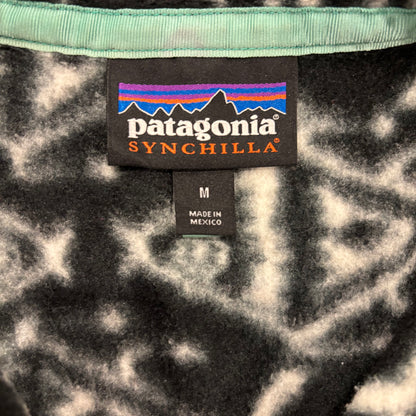 patagonia
SYNCHILLA
M
MADE IN
MEXICO